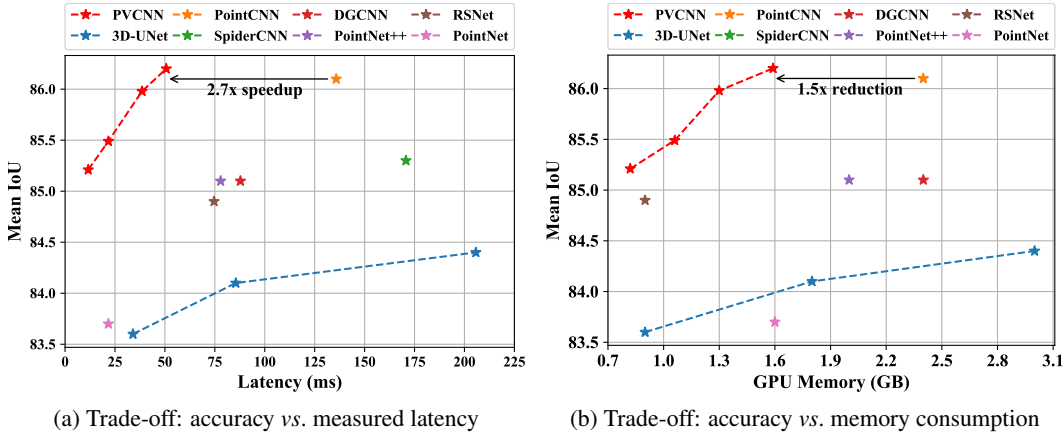 PVCNN PointCNN DGCNN RSNet
3D-UNet SpiderCNN PointNet++ PointNet
86.0
85.5
85.0
84.5
84.0
83.5
Mean IoU
2.7x speedup
0 25 50 75 100 125 150 175 200 225
Latency (ms)
(a) Trade-off: accuracy vs. measured latency
PVCNN PointCNN DGCNN RSNet
3D-UNet SpiderCNN PointNet++ PointNet
86.0
85.5
85.0
84.5
84.0
83.5
Mean IoU
1.5x reduction
0.7 1.0 1.3 1.6 1.9 2.2 2.5 2.8 3.1
GPU Memory (GB)
(b) Trade-off: accuracy vs. memory consumption